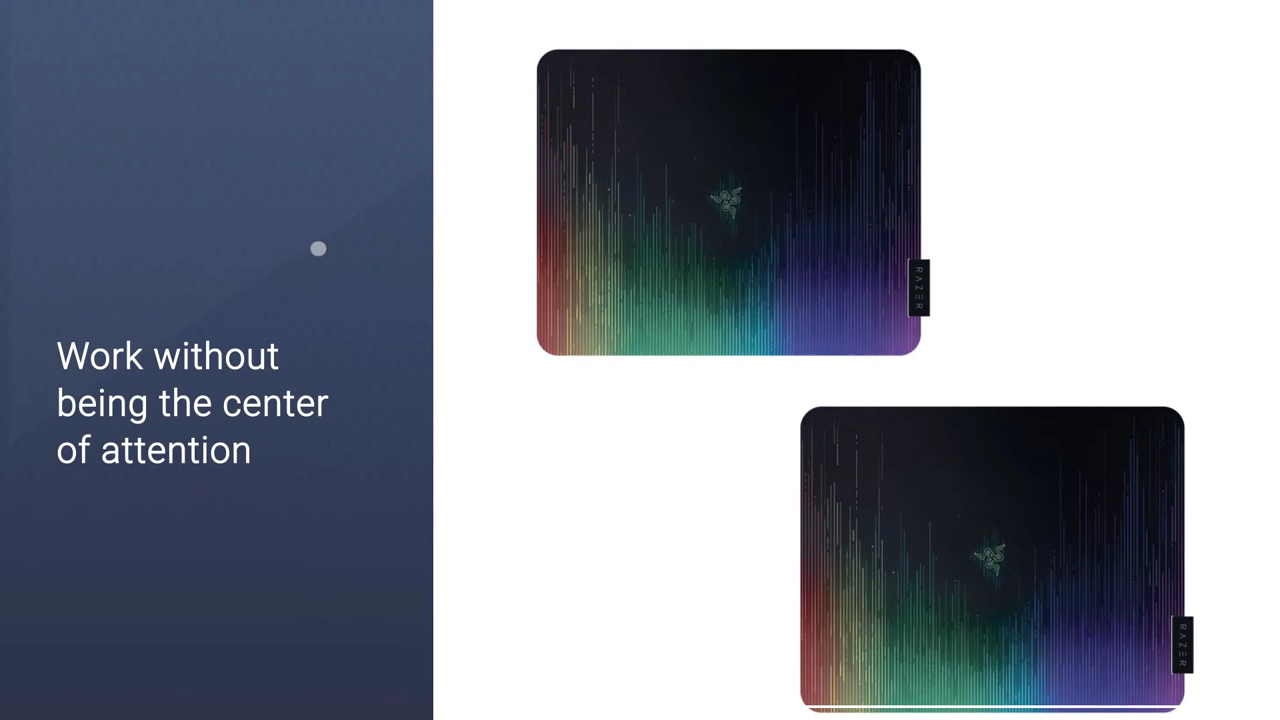 Work without
being the center
of attention
RAZER
RAZER